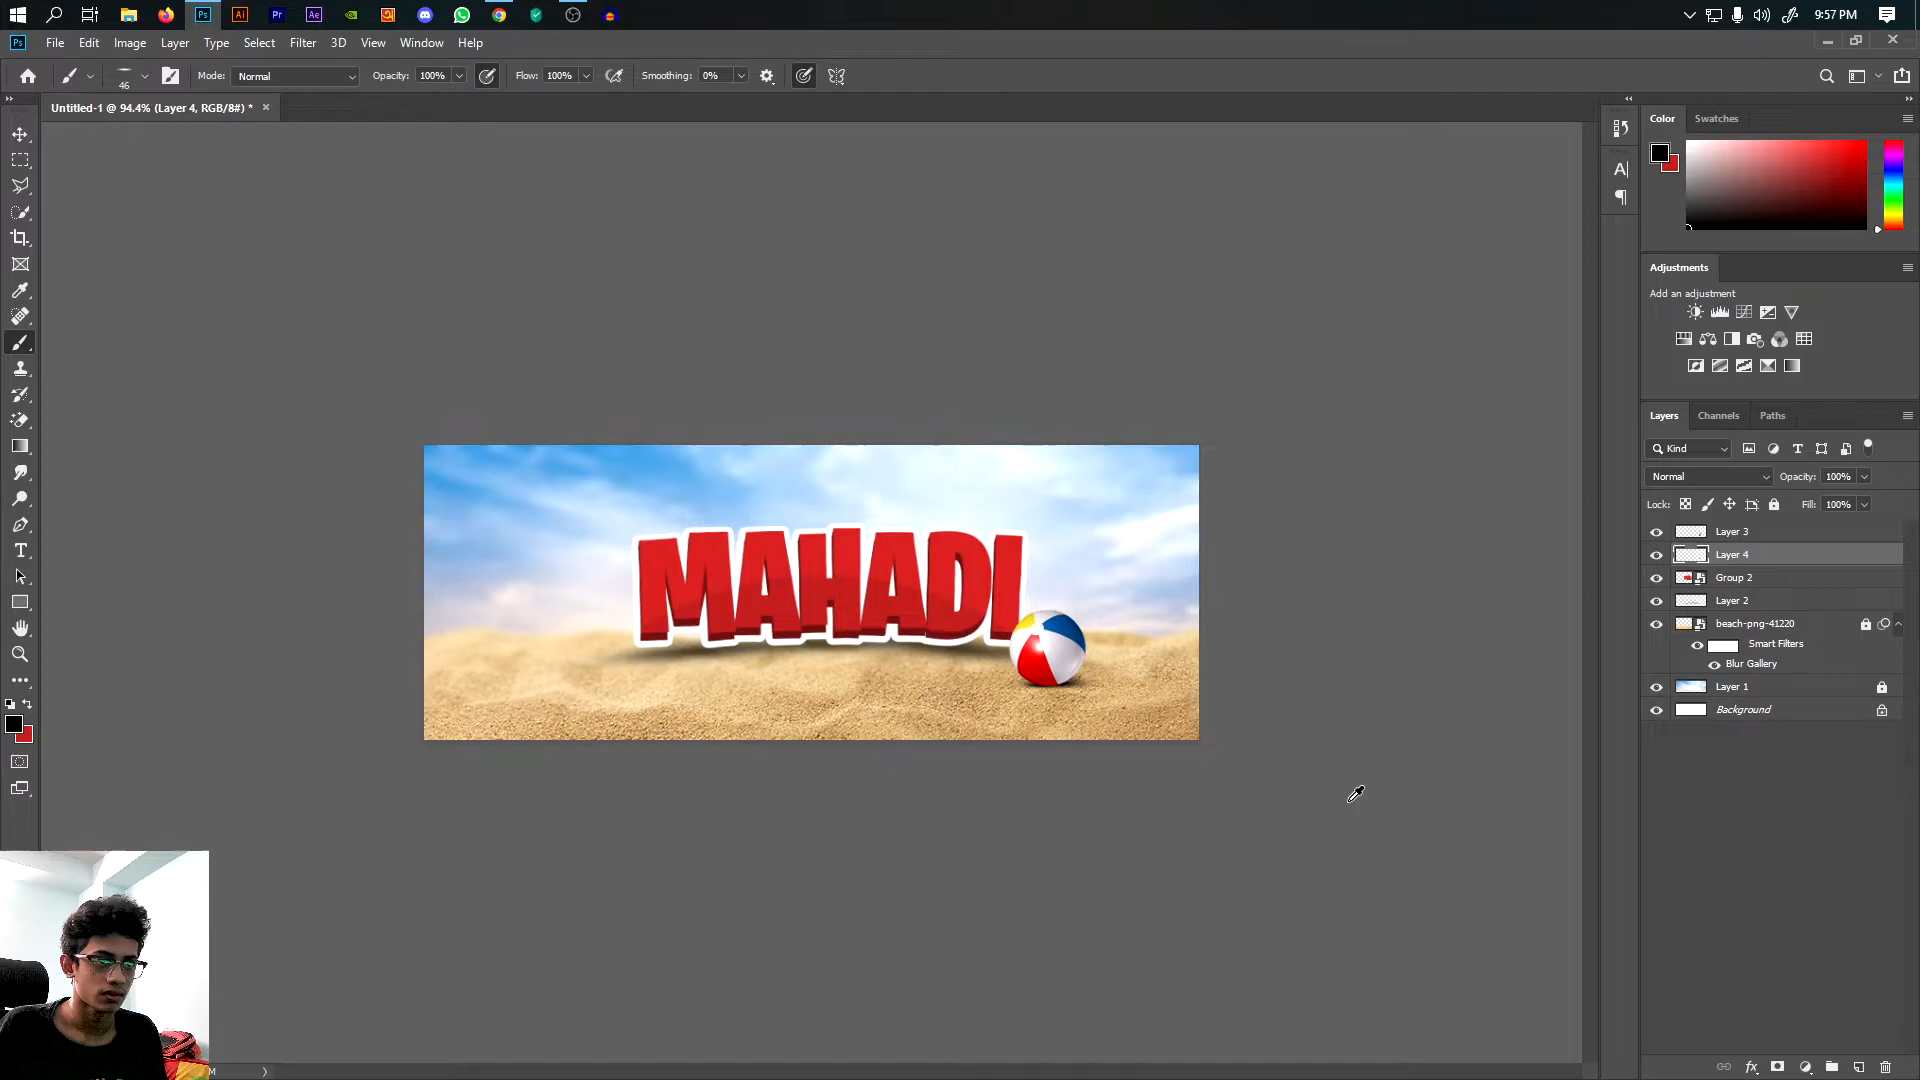 9:57 PM
File Edit Image Layer Type Select Filter 3D View Window Help
46 Mode: Normal Opacity: 100% Flow: 100% Smoothing: 0%
Untitled-1 @ 94.4% (Layer 4, RGB/8#) *
Color Swatches
Adjustments
Add an adjustment
Layers Channels Paths
Kind
Normal Opacity: 100%
Lock: Fill: 100%
Layer 3
Layer 4
Group 2
Layer 2
beach-png-41220
Smart Filters
Blur Gallery
Layer 1
Background
MAHADI
M